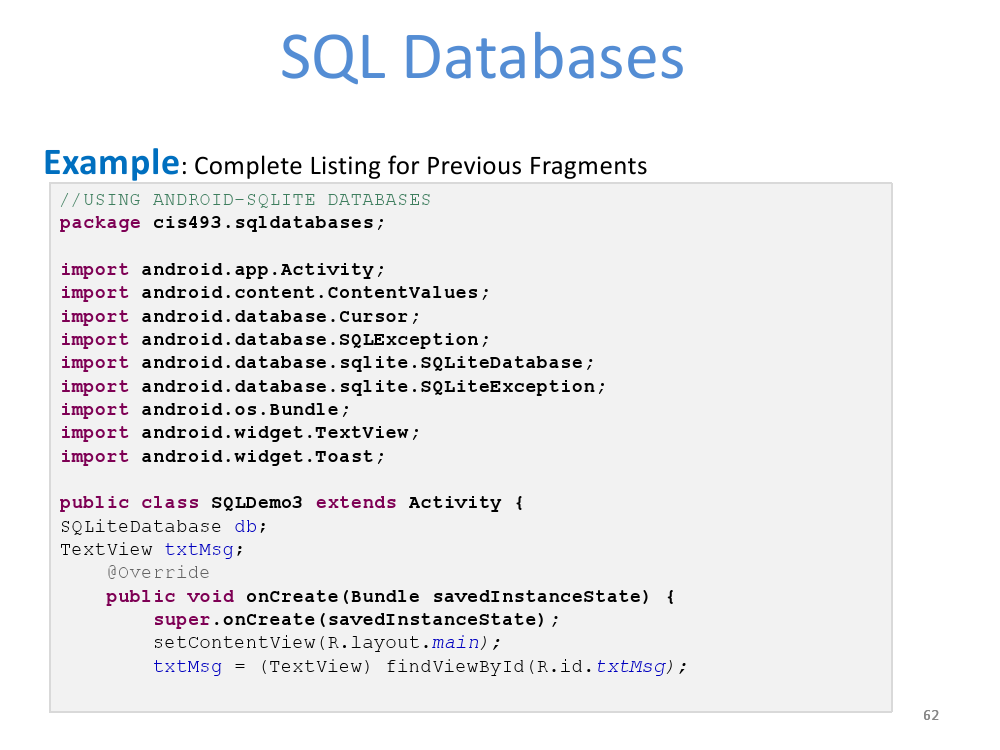 SQL Databases
Example: Complete Listing for Previous Fragments
//USING ANDROID-SQLITE DATABASES
package cis493.sqldatabases;
import android.app.Activity;
import android.content.ContentValues;
import android.database.Cursor;
import android.database.SQLException;
import android.database.sqlite.SQLiteDatabase;
import android.database.sqlite.SQLiteException;
import android.os.Bundle;
import android.widget.TextView;
import android.widget.Toast;
public class SQLDemo3 extends Activity {
SQLiteDatabase db;
TextView txtMsg;
@Override
public void onCreate(Bundle savedInstanceState) {
super.onCreate(savedInstanceState);
setContentView(R.layout.main);
txtMsg = (TextView) findViewById(R.id.txtMsg);
62